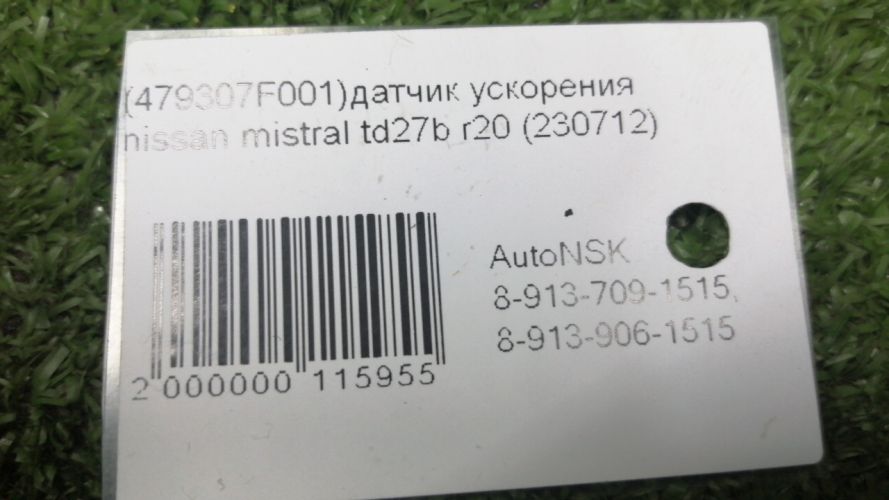 (479307F001)датчик ускорения
nissan mistral td27b r20 (230712)
AutoNSK
8-913-709-1515,
8-913-906-1515
2 000000 115955